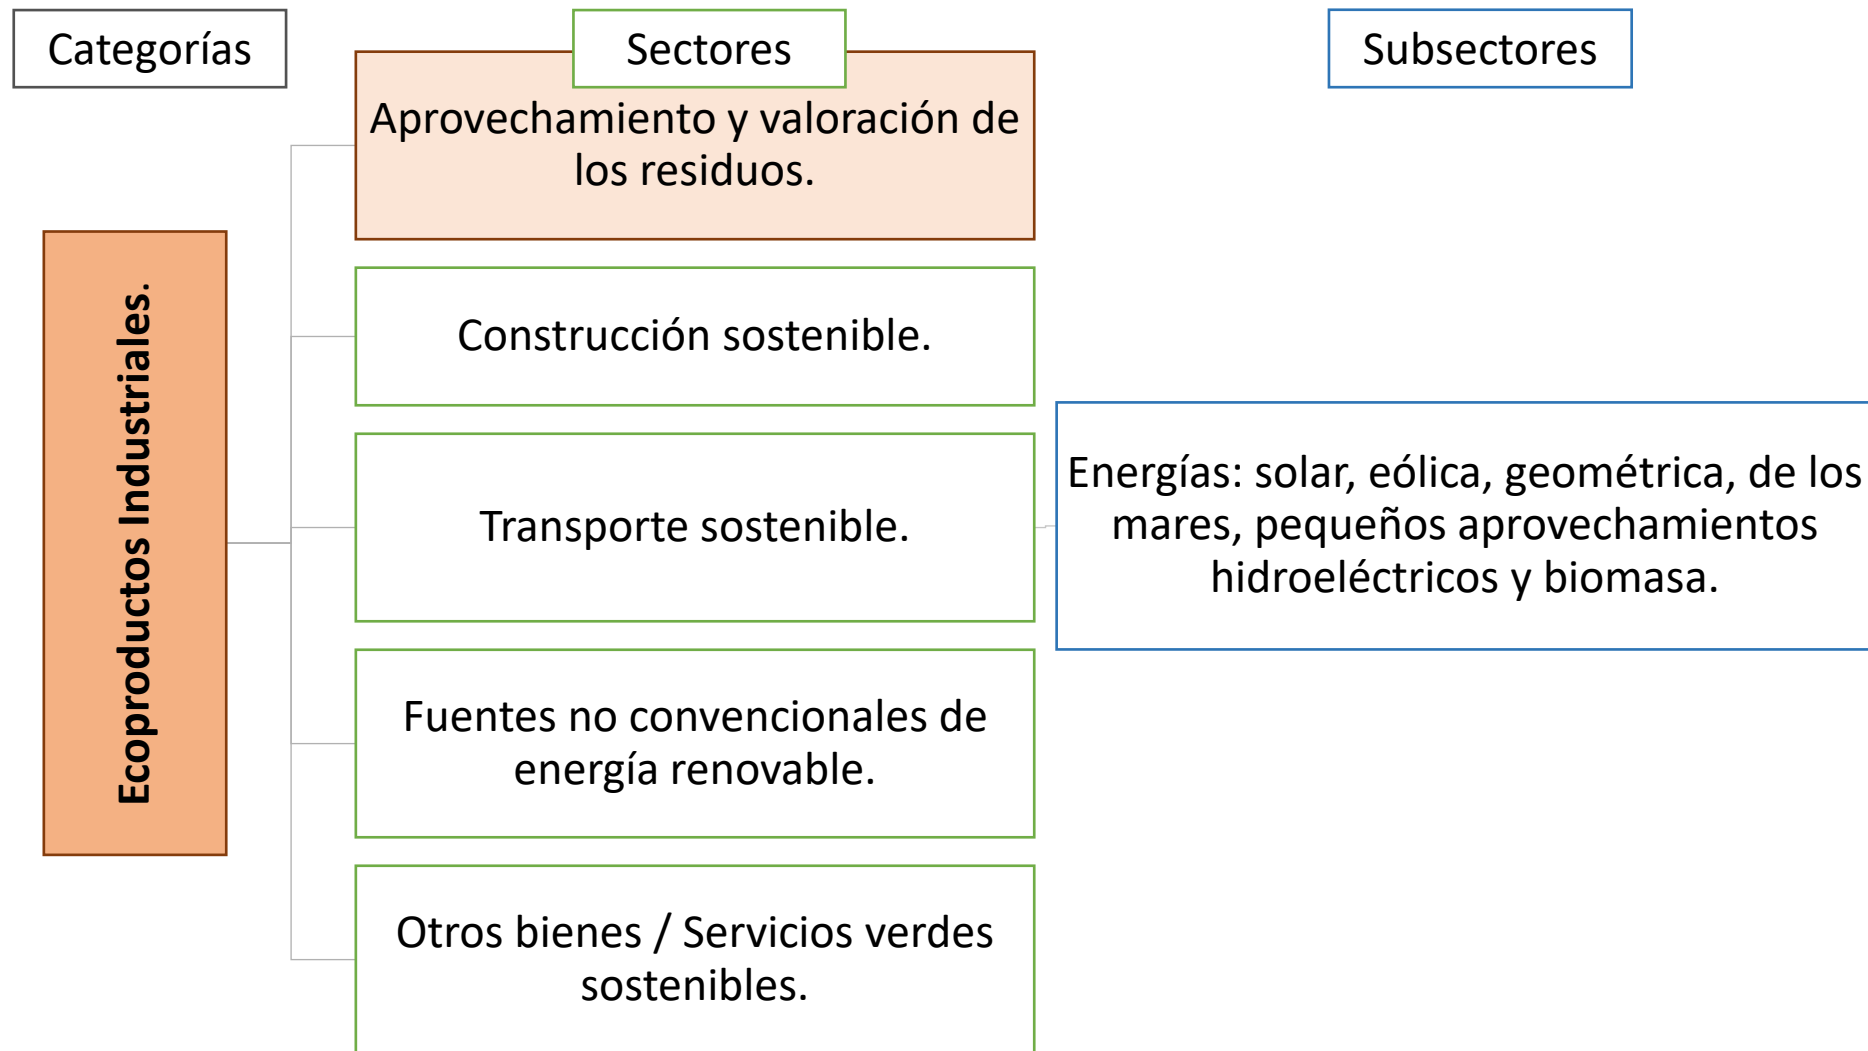 Categorías
Sectores
Subsectores
Ecoproductos Industriales.
Aprovechamiento y valoración de
los residuos.
Construcción sostenible.
Transporte sostenible.
Energías: solar, eólica, geométrica, de los
mares, pequeños aprovechamientos
hidroeléctricos y biomasa.
Fuentes no convencionales de
energía renovable.
Otros bienes / Servicios verdes
sostenibles.